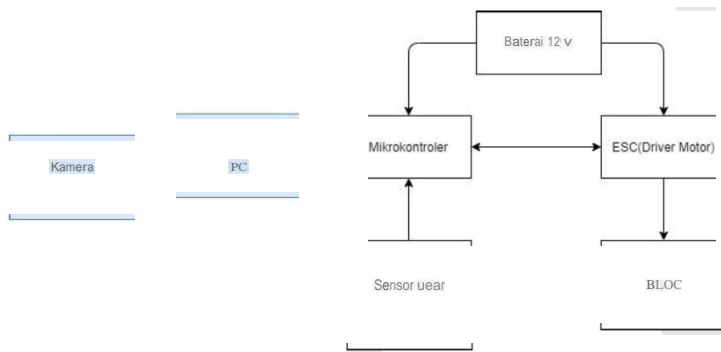 Baterai 12 v
Kamera
PC
Mikrokontroler
ESC(Driver Motor)
Sensor uear
BLOC